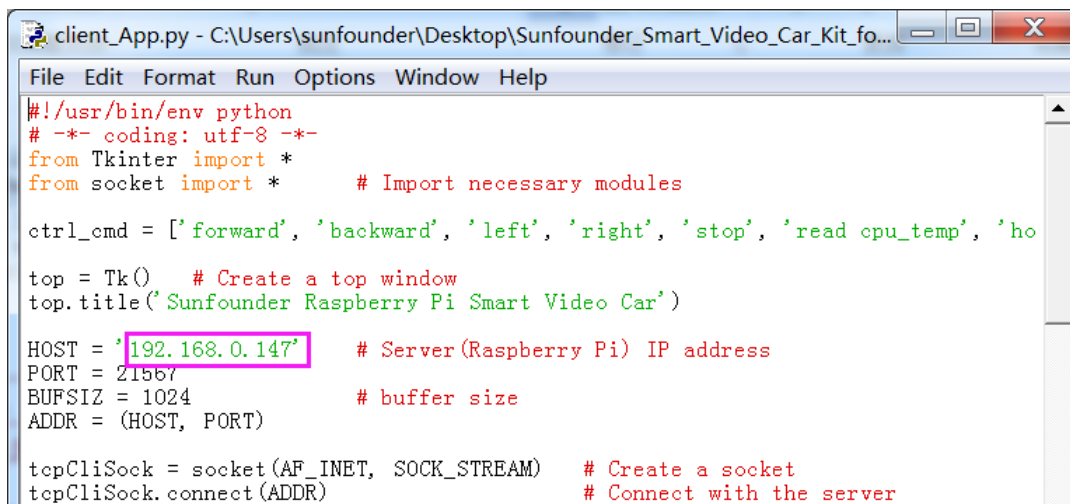 client_App.py - C:\Users\sunfounder\Desktop\Sunfounder_Smart_Video_Car_Kit_fo...
File Edit Format Run Options Window Help
#!/usr/bin/env python
# -*- coding: utf-8 -*-
from Tkinter import *
from socket import *      # Import necessary modules
ctrl_cmd = ['forward', 'backward', 'left', 'right', 'stop', 'read cpu_temp', 'ho
top = Tk()   # Create a top window
top.title('Sunfounder Raspberry Pi Smart Video Car')
HOST = '192.168.0.147'    # Server(Raspberry Pi) IP address
PORT = 21567
BUFSIZ = 1024             # buffer size
ADDR = (HOST, PORT)
tcpCliSock = socket(AF_INET, SOCK_STREAM)   # Create a socket
tcpCliSock.connect(ADDR)                    # Connect with the server